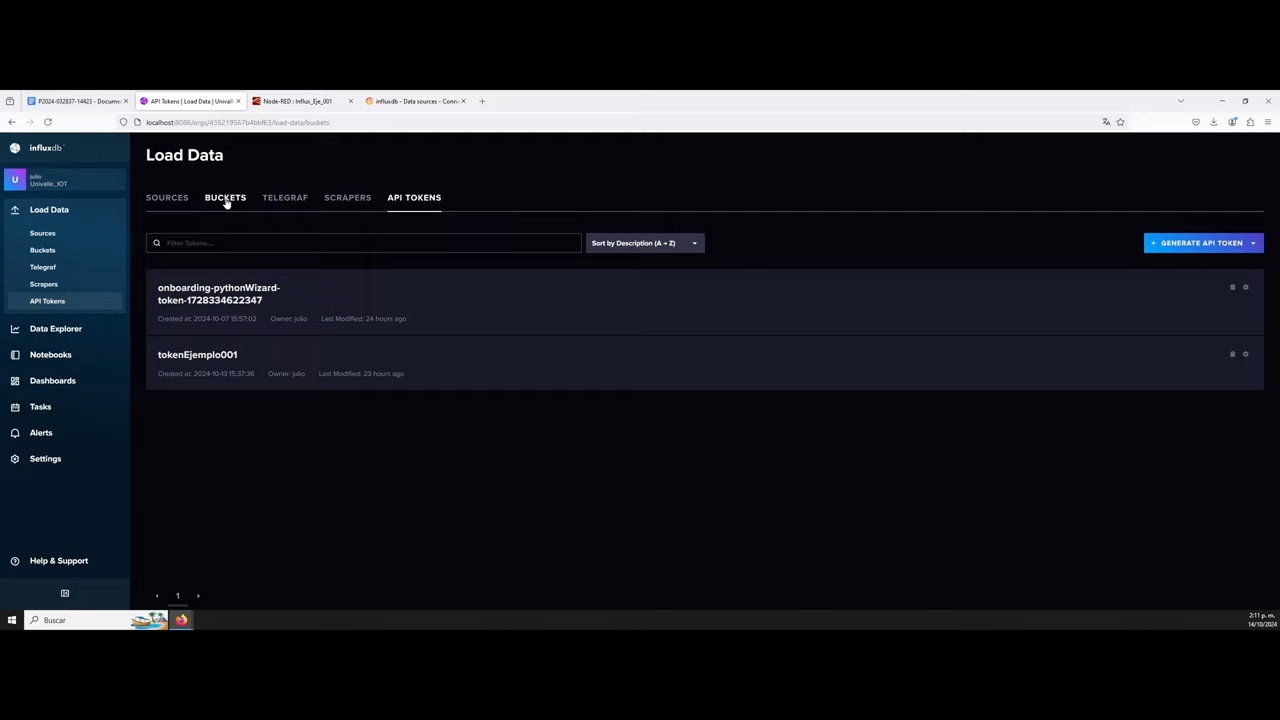 P2024-032837-14423 - Docume
API Tokens | Load Data | Univalle
Node-RED : Influx_Eje_001
influxdb - Data sources - Conne
localhost:8086/orgs/435219567b4bbf63/load-data/buckets
influxdb
U
julio
Univalle_IOT
Load Data
Sources
Buckets
Telegraf
Scrapers
API Tokens
Data Explorer
Notebooks
Dashboards
Tasks
Alerts
Settings
Help & Support
Load Data
SOURCES BUCKETS TELEGRAF SCRAPERS API TOKENS
Filter Tokens...
Sort by Description (A → Z)
+ GENERATE API TOKEN
onboarding-pythonWizard-
token-1728334622347
Created at: 2024-10-07 15:57:02 Owner: julio Last Modified: 24 hours ago
tokenEjemplo001
Created at: 2024-10-13 15:37:36 Owner: julio Last Modified: 23 hours ago
1
Buscar
2:11 p. m.
14/10/2024